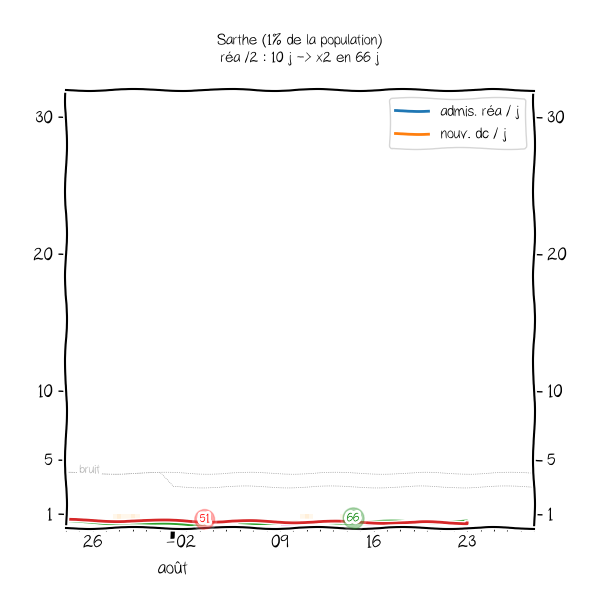 Sarthe (1% de la population)
réa /2 : 10 j -> x2 en 66 j
admis. réa / j
nouv. dc / j
30
30
20
20
10
10
5
5
bruit
1
1
51
66
26
02
09
16
23
août